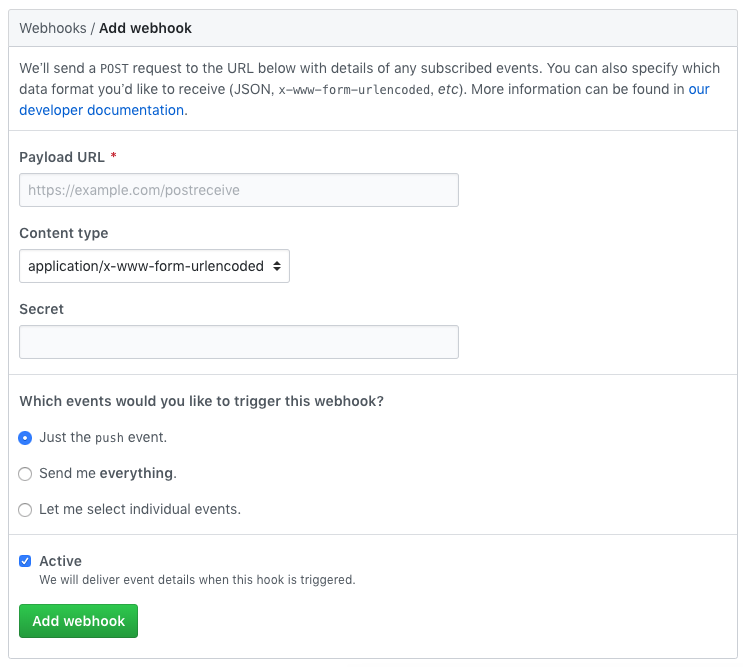 Webhooks / Add webhook
We’ll send a POST request to the URL below with details of any subscribed events. You can also specify which
data format you’d like to receive (JSON, x-www-form-urlencoded, etc). More information can be found in our
developer documentation.
Payload URL *
https://example.com/postreceive
Content type
application/x-www-form-urlencoded
Secret
Which events would you like to trigger this webhook?
Just the push event.
Send me everything.
Let me select individual events.
Active
We will deliver event details when this hook is triggered.
Add webhook